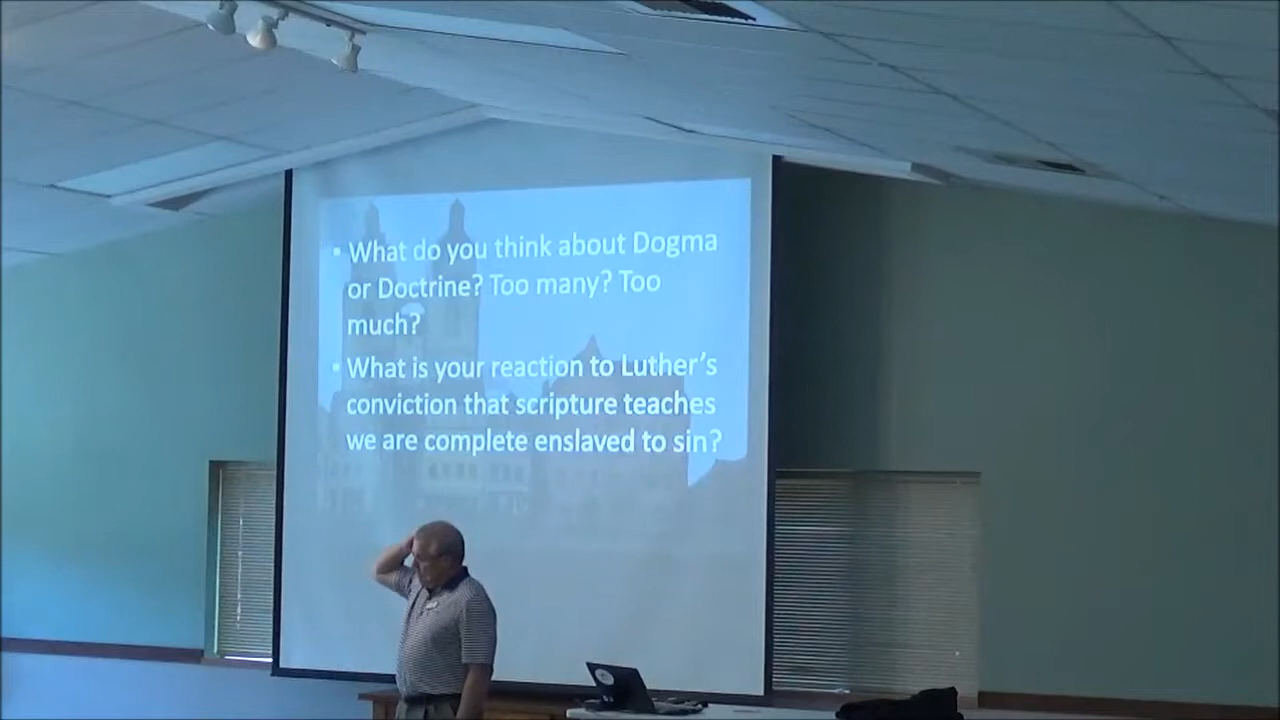 • What do you think about Dogma
or Doctrine? Too many? Too
much?
• What is your reaction to Luther's
conviction that scripture teaches
we are complete enslaved to sin?